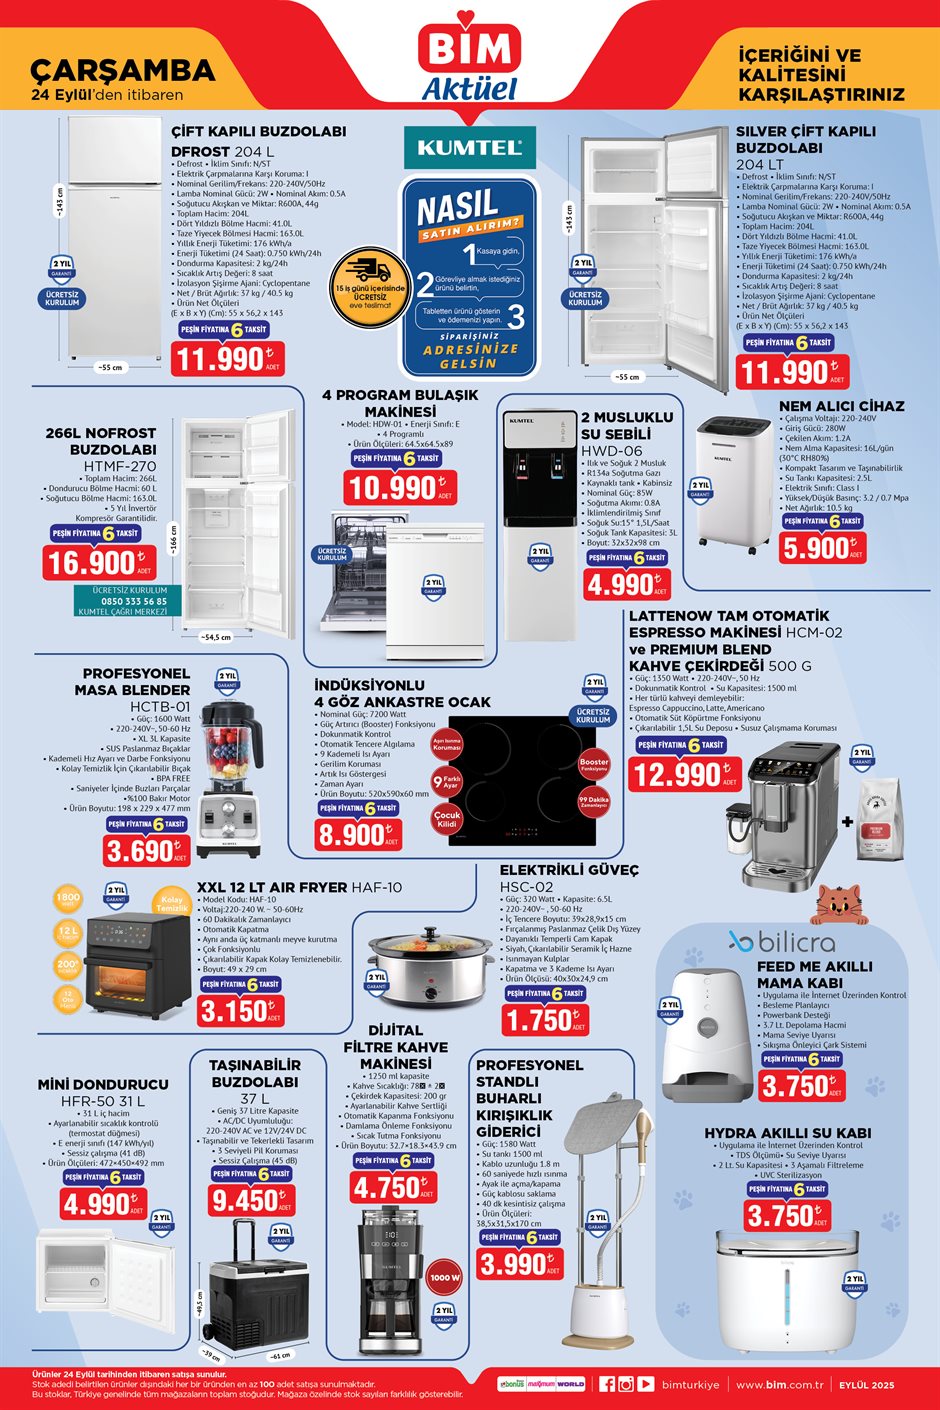 ÇARŞAMBA
24 Eylül'den itibaren
BİM
Aktüel
İÇERİĞİNİ VE
KALİTESİNİ
KARŞILAŞTIRINIZ
ÇİFT KAPILI BUZDOLABI
DFROST 204 L
• Defrost • İklim Sınıfı: N/ST
• Elektrik Çarpmalarına Karşı Koruma: I
• Nominal Gerilim/Frekans: 220-240V/50Hz
• Lamba Nominal Gücü: 2W • Nominal Akım: 0.5A
• Soğutucu Akışkan ve Miktar: R600A, 44g
• Toplam Hacim: 204L
• Dört Yıldızlı Bölme Hacmi: 41.0L
• Taze Yiyecek Bölmesi Hacmi: 163.0L
• Yıllık Enerji Tüketimi: 176 kWh/a
• Enerji Tüketimi (24 Saat): 0.750 kWh/24h
• Dondurma Kapasitesi: 2 kg/24h
• Sıcaklık Artış Değeri: 8 saat
• İzolasyon Şişirme Ajanı: Cyclopentane
• Net / Brüt Ağırlık: 37 kg / 40.5 kg
• Ürün Net Ölçüleri
(E x B x Y) (Cm): 55 x 56,2 x 143
PEŞİN FİYATINA 6 TAKSİT
11.990₺
ADET
~143 cm
~55 cm
2 YIL
GARANTİ
ÜCRETSİZ
KURULUM
KUMTEL
NASIL
SATIN ALIRIM?
1 Kasaya gidin.
2 Görevliye almak istediğiniz
ürünü belirtin,
Tabletten ürünü gösterin
ve ödemenizi yapın. 3
SİPARİŞİNİZ
ADRESİNİZE
GELSİN
15 iş günü içerisinde
ÜCRETSİZ
eve teslimat
SILVER ÇİFT KAPILI
BUZDOLABI
204 LT
• Defrost • İklim Sınıfı: N/ST
• Elektrik Çarpmalarına Karşı Koruma: I
• Nominal Gerilim/Frekans: 220-240V/50Hz
• Lamba Nominal Gücü: 2W • Nominal Akım: 0.5A
• Soğutucu Akışkan ve Miktar: R600A, 44g
• Toplam Hacim: 204L
• Dört Yıldızlı Bölme Hacmi: 41.0L
• Taze Yiyecek Bölmesi Hacmi: 163.0L
• Yıllık Enerji Tüketimi: 176 kWh/a
• Enerji Tüketimi (24 Saat): 0.750 kWh/24h
• Dondurma Kapasitesi: 2 kg/24h
• Sıcaklık Artış Değeri: 8 saat
• İzolasyon Şişirme Ajanı: Cyclopentane
• Net / Brüt Ağırlık: 37 kg / 40.5 kg
• Ürün Net Ölçüleri
(E x B x Y) (Cm): 55 x 56,2 x 143
PEŞİN FİYATINA 6 TAKSİT
11.990₺
ADET
~143 cm
~55 cm
2 YIL
GARANTİ
ÜCRETSİZ
KURULUM
266L NOFROST
BUZDOLABI
HTMF-270
• Toplam Hacim: 266L
• Dondurucu Bölme Hacmi: 60 L
• Soğutucu Bölme Hacmi: 163.0L
• 5 Yıl İnvertör
Kompresör Garantilidir.
PEŞİN FİYATINA 6 TAKSİT
16.900₺
ADET
ÜCRETSİZ KURULUM
0850 333 56 85
KUMTEL ÇAĞRI MERKEZİ
~166 cm
~54,5 cm
4 PROGRAM BULAŞIK
MAKİNESİ
• Model: HDW-01 • Enerji Sınıfı: E
• 4 Programlı
• Ürün Ölçüleri: 64.5x64.5x89
PEŞİN FİYATINA 6 TAKSİT
10.990₺
ADET
ÜCRETSİZ
KURULUM
2 YIL
GARANTİ
KUMTEL
2 MUSLUKLU
SU SEBİLİ
HWD-06
• Ilık ve Soğuk 2 Musluk
• R134a Soğutma Gazı
• Kaynaklı tank • Kabinsiz
• Nominal Güç: 85W
• Soğutma Akımı: 0.8A
• İklimlendirilmiş Sınıf
• Soğuk Su:15° 1,5L/Saat
• Soğuk Tank Kapasitesi: 3L
• Boyut: 32x32x98 cm
PEŞİN FİYATINA 6 TAKSİT
4.990₺
ADET
2 YIL
GARANTİ
NEM ALICI CİHAZ
• Çalışma Voltajı: 220-240V
• Giriş Gücü: 280W
• Çekilen Akım: 1.2A
• Nem Alma Kapasitesi: 16L/gün
(30°C RH80%)
• Kompakt Tasarım ve Taşınabilirlik
• Su Tankı Kapasitesi: 2.5L
• Elektrik Sınıfı: Class I
• Yüksek/Düşük Basınç: 3.2 / 0.7 Mpa
• Net Ağırlık: 10.5 kg
PEŞİN FİYATINA 6 TAKSİT
5.900₺
ADET
KUMTEL
2 YIL
GARANTİ
PROFESYONEL
MASA BLENDER
HCTB-01
• Güç: 1600 Watt
• 220-240V~, 50-60 Hz
• XL 3L Kapasite
• SUS Paslanmaz Bıçaklar
• Kademeli Hız Ayarı ve Darbe Fonksiyonu
• Kolay Temizlik İçin Çıkarılabilir Bıçak
• BPA FREE
• Saniyeler İçinde Buzları Parçalar
•%100 Bakır Motor
• Ürün Boyutu: 198 x 229 x 477 mm
PEŞİN FİYATINA 6 TAKSİT
3.690₺
ADET
2 YIL
GARANTİ
KUMTEL
İNDÜKSİYONLU
4 GÖZ ANKASTRE OCAK
• Nominal Güç: 7200 Watt
• Güç Artırıcı (Booster) Fonksiyonu
• Dokunmatik Kontrol
• Otomatik Tencere Algılama
• 9 Kademeli Isı Ayarı
• Gerilim Koruması
• Artık Isı Göstergesi
• Zaman Ayarı
• Ürün Boyutu: 520x590x60 mm
PEŞİN FİYATINA 6 TAKSİT
8.900₺
ADET
Aşırı Isınma
Koruması
9 Farklı
Ayar
Çocuk
Kilidi
Booster
Fonksiyonu
99 Dakika
Zamanlayıcı
2 YIL
GARANTİ
ÜCRETSİZ
KURULUM
LATTENOW TAM OTOMATİK
ESPRESSO MAKİNESİ HCM-02
ve PREMIUM BLEND
KAHVE ÇEKİRDEĞİ 500 G
• Güç: 1350 Watt • 220-240V~, 50 Hz
• Dokunmatik Kontrol • Su Kapasitesi: 1500 ml
• Her türlü kahveyi demleyebilir:
Espresso Cappuccino, Latte, Americano
• Otomatik Süt Köpürtme Fonksiyonu
• Çıkarılabilir 1,5L Su Deposu • Susuz Çalışmama Koruması
PEŞİN FİYATINA 6 TAKSİT
12.990₺
ADET
2 YIL
GARANTİ
+
PREMIUM
BLEND
XXL 12 LT AIR FRYER HAF-10
• Model Kodu: HAF-10
• Voltaj:220-240 W. ~ 50-60Hz
• 60 Dakikalık Zamanlayıcı
• Otomatik Kapatma
• Aynı anda üç katmanlı meyve kurutma
• Çok Fonksiyonlu
• Çıkarılabilir Kapak Kolay Temizlenebilir.
• Boyut: 49 x 29 cm
PEŞİN FİYATINA 6 TAKSİT
3.150₺
ADET
1800
watt
12 L
iç hacim
200°
sıcaklık
12
Oto
Menü
Kolay
Temizlik
2 YIL
GARANTİ
ELEKTRİKLİ GÜVEÇ
HSC-02
• Güç: 320 Watt • Kapasite: 6.5L
• 220-240V~, 50-60 Hz
• İç Tencere Boyutu: 39x28,9x15 cm
• Fırçalanmış Paslanmaz Çelik Dış Yüzey
• Dayanıklı Temperli Cam Kapak
• Siyah, Çıkarılabilir Seramik İç Hazne
• Isınmayan Kulplar
• Kapatma ve 3 Kademe Isı Ayarı
• Ürün Ölçüsü: 40x30x24,9 cm
PEŞİN FİYATINA 6 TAKSİT
1.750₺
ADET
2 YIL
GARANTİ
bilicra
FEED ME AKILLI
MAMA KABI
• Uygulama ile İnternet Üzerinden Kontrol
• Besleme Planlayıcı
• Powerbank Desteği
• 3.7 Lt. Depolama Hacmi
• Mama Seviye Uyarısı
• Sıkışma Önleyici Çark Sistemi
PEŞİN FİYATINA 6 TAKSİT
3.750₺
ADET
2 YIL
GARANTİ
MİNİ DONDURUCU
HFR-50 31 L
• 31 L iç hacim
• Ayarlanabilir sıcaklık kontrolü
(termostat düğmesi)
• E enerji sınıfı (147 kWh/yıl)
• Sessiz çalışma (41 dB)
• Ürün Ölçüleri: 472×450×492 mm
PEŞİN FİYATINA 6 TAKSİT
4.990₺
ADET
2 YIL
GARANTİ
TAŞINABİLİR
BUZDOLABI
37 L
• Geniş 37 Litre Kapasite
• AC/DC Uyumluluğu:
220-240V AC ve 12V/24V DC
• Taşınabilir ve Tekerlekli Tasarım
• 3 Seviyeli Pil Koruması
• Sessiz Çalışma (45 dB)
PEŞİN FİYATINA 6 TAKSİT
9.450₺
ADET
2 YIL
GARANTİ
~49,3 cm
~39 cm
~61 cm
DİJİTAL
FİLTRE KAHVE
MAKİNESİ
• 1250 ml kapasite
• Kahve Sıcaklığı: 78 ± 2
• Çekirdek Kapasitesi: 200 gr
• Ayarlanabilir Kahve Sertliği
• Otomatik Kapanma Fonksiyonu
• Damlama Önleme Fonksiyonu
• Sıcak Tutma Fonksiyonu
• Ürün Boyutu: 32.7×18.3×43.9 cm
PEŞİN FİYATINA 6 TAKSİT
4.750₺
ADET
1000 W
KUMTEL
2 YIL
GARANTİ
PROFESYONEL
STANDLI
BUHARLI
KIRIŞIKLIK
GİDERİCİ
• Güç: 1580 Watt
• Su tankı 1500 ml
• Kablo uzunluğu 1.8 m
• 60 saniyede hızlı ısınma
• Ayak ile açma/kapama
• Güç kablosu saklama
• 40 dk kesintisiz çalışma
• Ürün Ölçüleri:
38,5x31,5x170 cm
PEŞİN FİYATINA 6 TAKSİT
3.990₺
ADET
2 YIL
GARANTİ
HYDRA AKILLI SU KABI
• Uygulama ile İnternet Üzerinden Kontrol
• TDS Ölçümü• Su Seviye Uyarısı
• 2 Lt. Su Kapasitesi • 3 Aşamalı Filtreleme
• UVC Sterilizasyon
PEŞİN FİYATINA 6 TAKSİT
3.750₺
ADET
bilicra
2 YIL
GARANTİ
Ürünler 24 Eylül tarihinden itibaren satışa sunulur.
Stok adedi belirtilen ürünler dışındaki her bir üründen en az 100 adet satışa sunulmaktadır.
Bu stoklar, Türkiye genelinde tüm mağazaların toplam stoğudur. Mağaza özelinde stok sayıları farklılık gösterebilir.
bonus maximum WORLD
bimturkiye
www.bim.com.tr
EYLÜL 2025